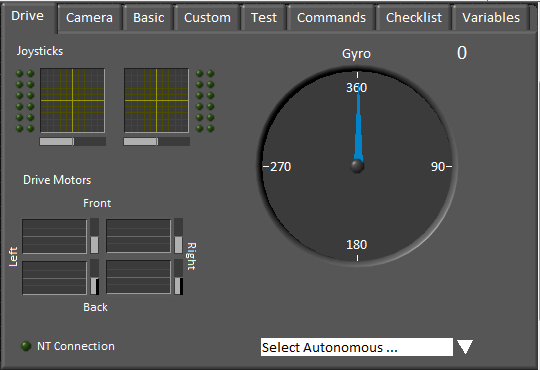 Drive Camera Basic Custom Test Commands Checklist Variables
Joysticks
Gyro 0
360
270 90
180
Drive Motors
Front
Left Right
Back
NT Connection
Select Autonomous ...